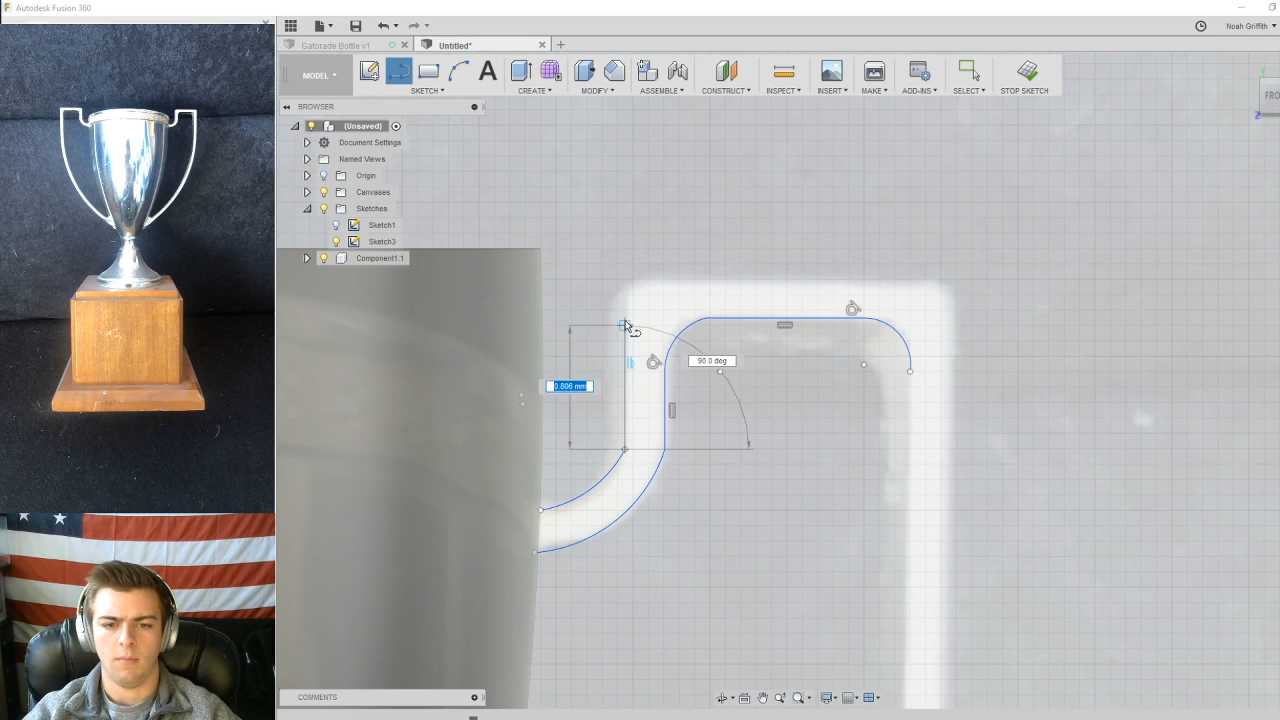 Autodesk Fusion 360
Noah Griffith
Gatorade Bottle v1
Untitled*
MODEL
SKETCH
CREATE
MODIFY
ASSEMBLE
CONSTRUCT
INSPECT
INSERT
MAKE
ADD-INS
SELECT
STOP SKETCH
BROWSER
(Unsaved)
Document Settings
Named Views
Origin
Canvases
Sketches
Sketch1
Sketch3
Component1:1
FRO
Z
90.0 deg
0.806 mm
COMMENTS